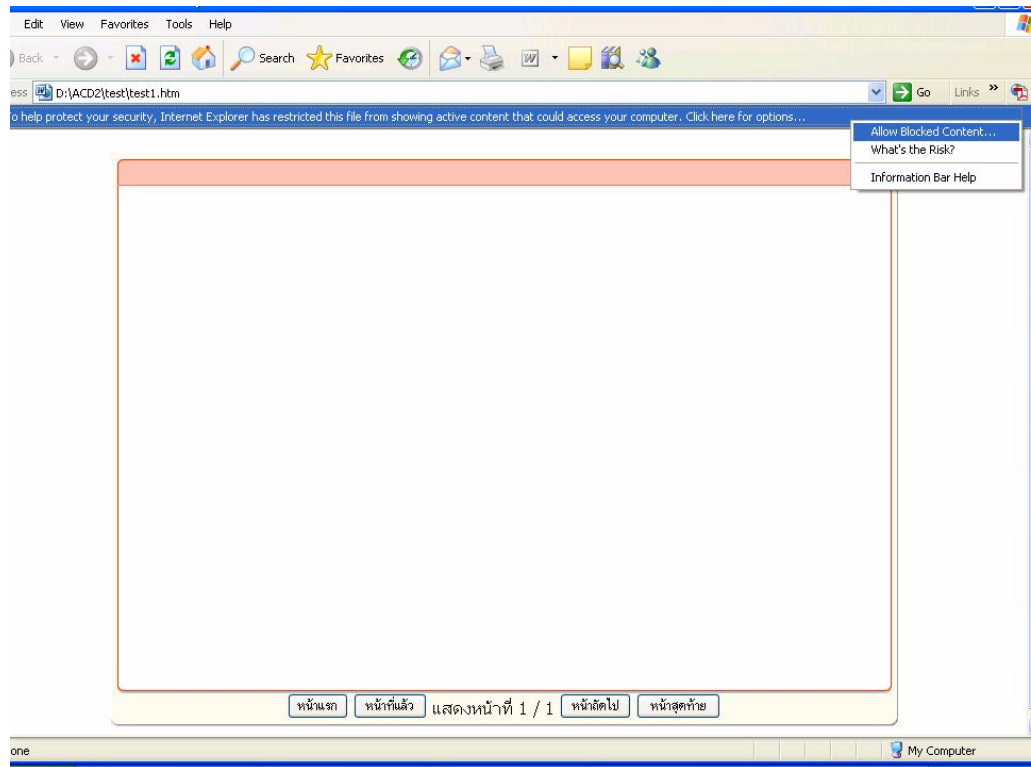 Edit View Favorites Tools Help
Back Search Favorites
ess D:\ACD2\test\test1.htm Go Links »
o help protect your security, Internet Explorer has restricted this file from showing active content that could access your computer. Click here for options...
Allow Blocked Content...
What's the Risk?
Information Bar Help
หน้าแรก หน้าที่แล้ว แสดงหน้าที่ 1 / 1 หน้าถัดไป หน้าสุดท้าย
one My Computer